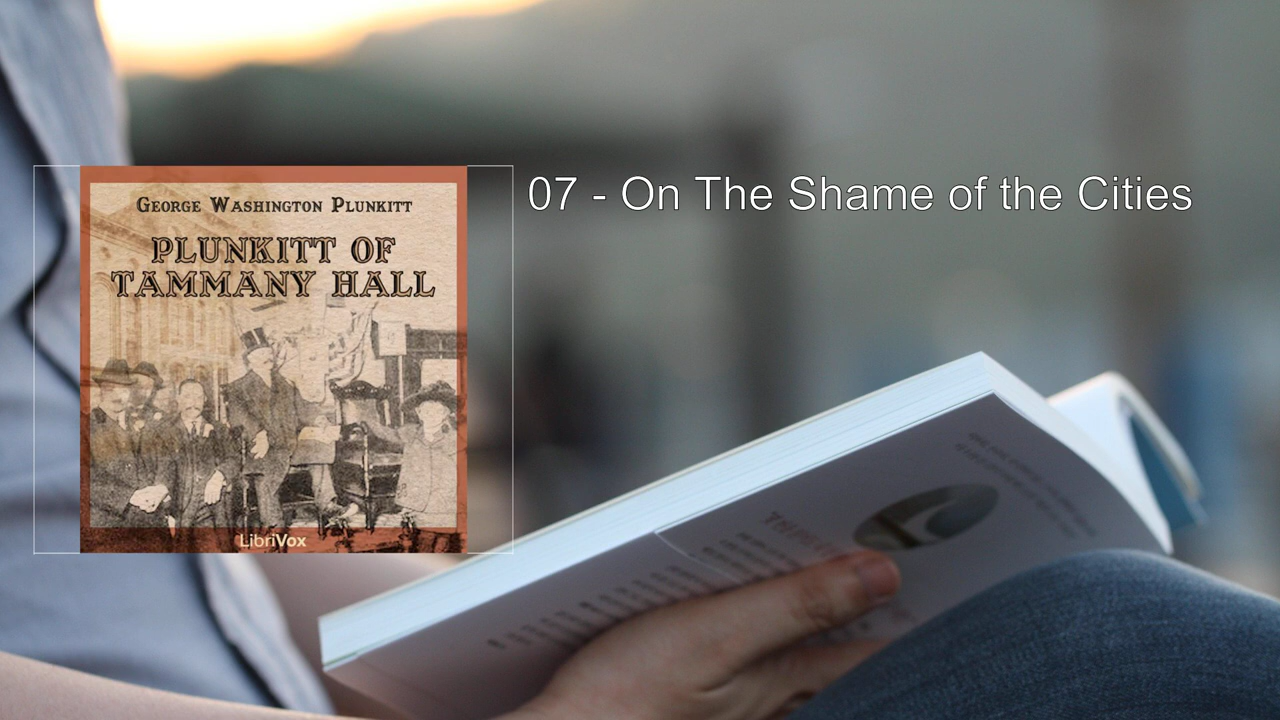 George Washington Plunkitt
Plunkitt of
Tammany Hall
LibriVox
07 - On The Shame of the Cities